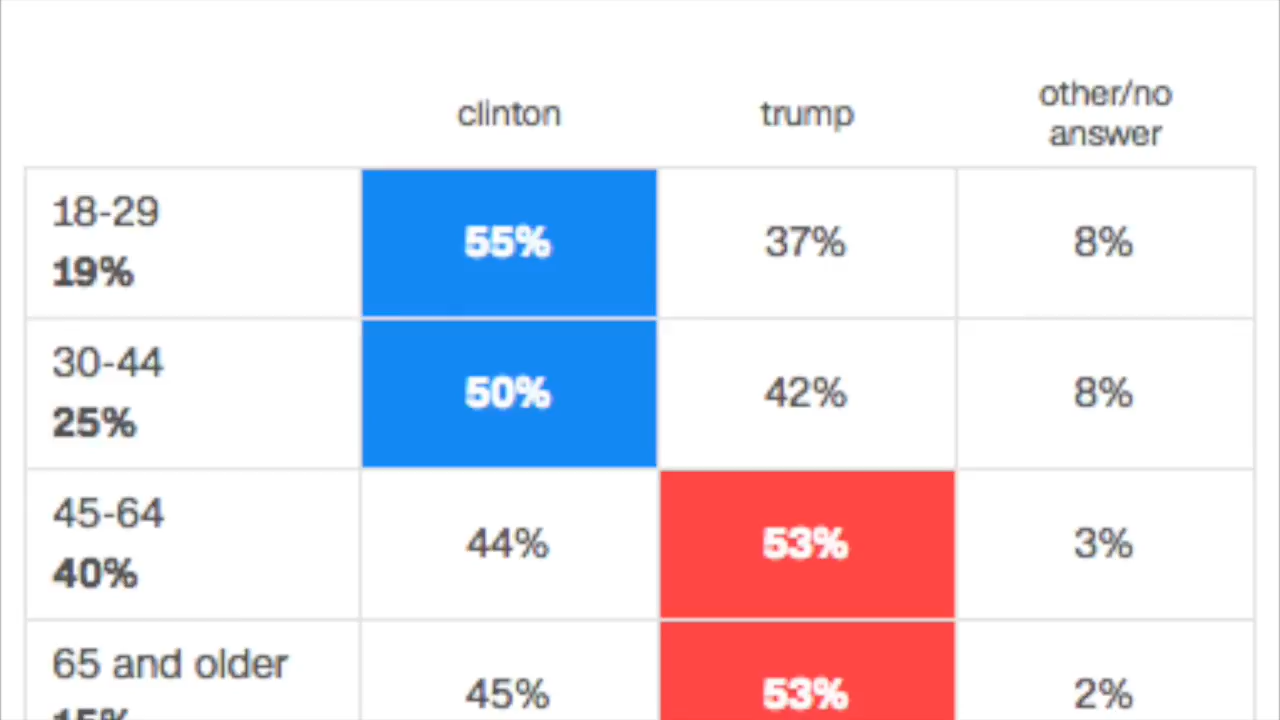 clinton trump other/no
answer
18-29
19% 55% 37% 8%
30-44
25% 50% 42% 8%
45-64
40% 44% 53% 3%
65 and older
45% 53% 2%